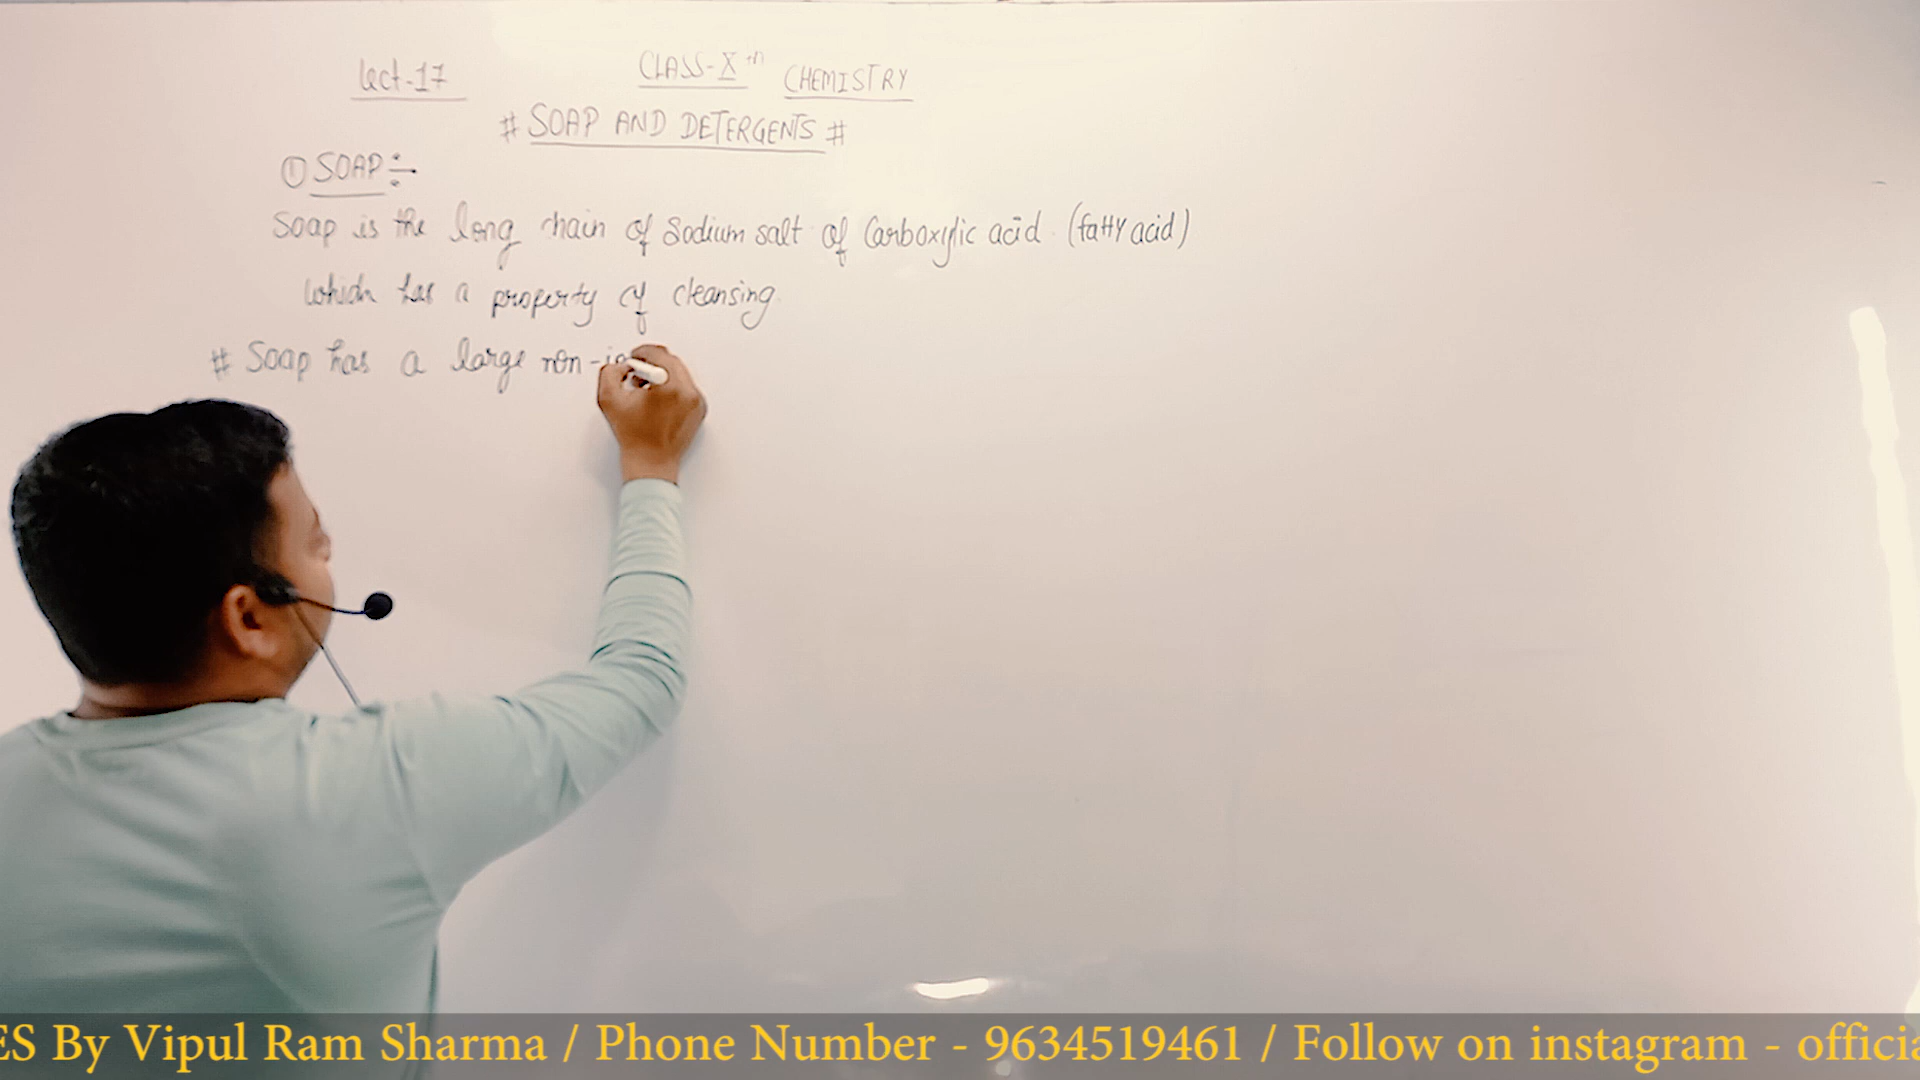 Lect-17 CLASS-Xth CHEMISTRY
# SOAP AND DETERGENTS #
① SOAP ÷
Soap is the long chain of Sodium salt of Carboxylic acid (fatty acid)
which has a property of cleansing.
# Soap has a large non-
ES By Vipul Ram Sharma / Phone Number - 9634519461 / Follow on instagram - officia